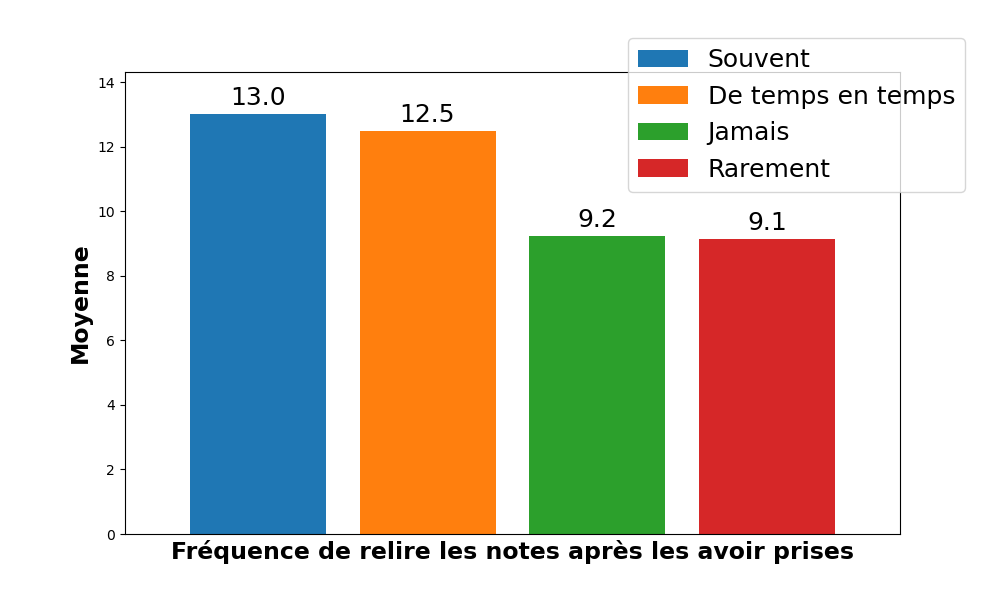 Souvent
De temps en temps
Jamais
Rarement
13.0
12.5
9.2
9.1
14
12
10
8
6
4
2
0
Moyenne
Fréquence de relire les notes après les avoir prises